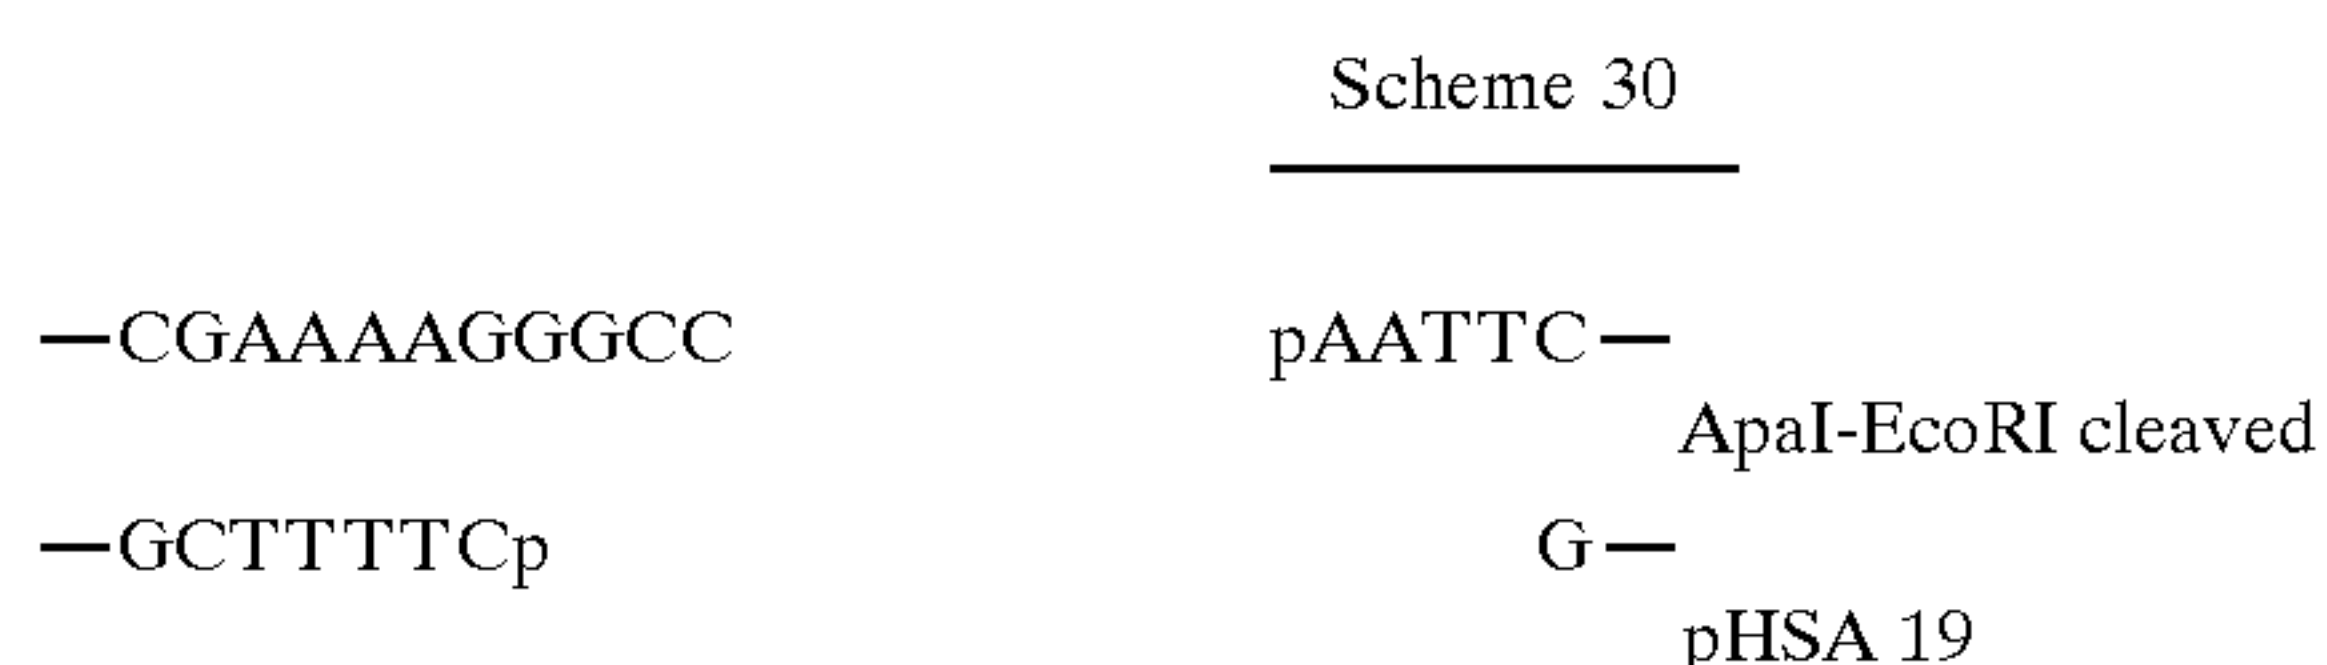 Scheme 30
—CGAAAAGGGCC pAATTC—
ApaI-EcoRI cleaved
—GCTTTTCp G—
pHSA 19